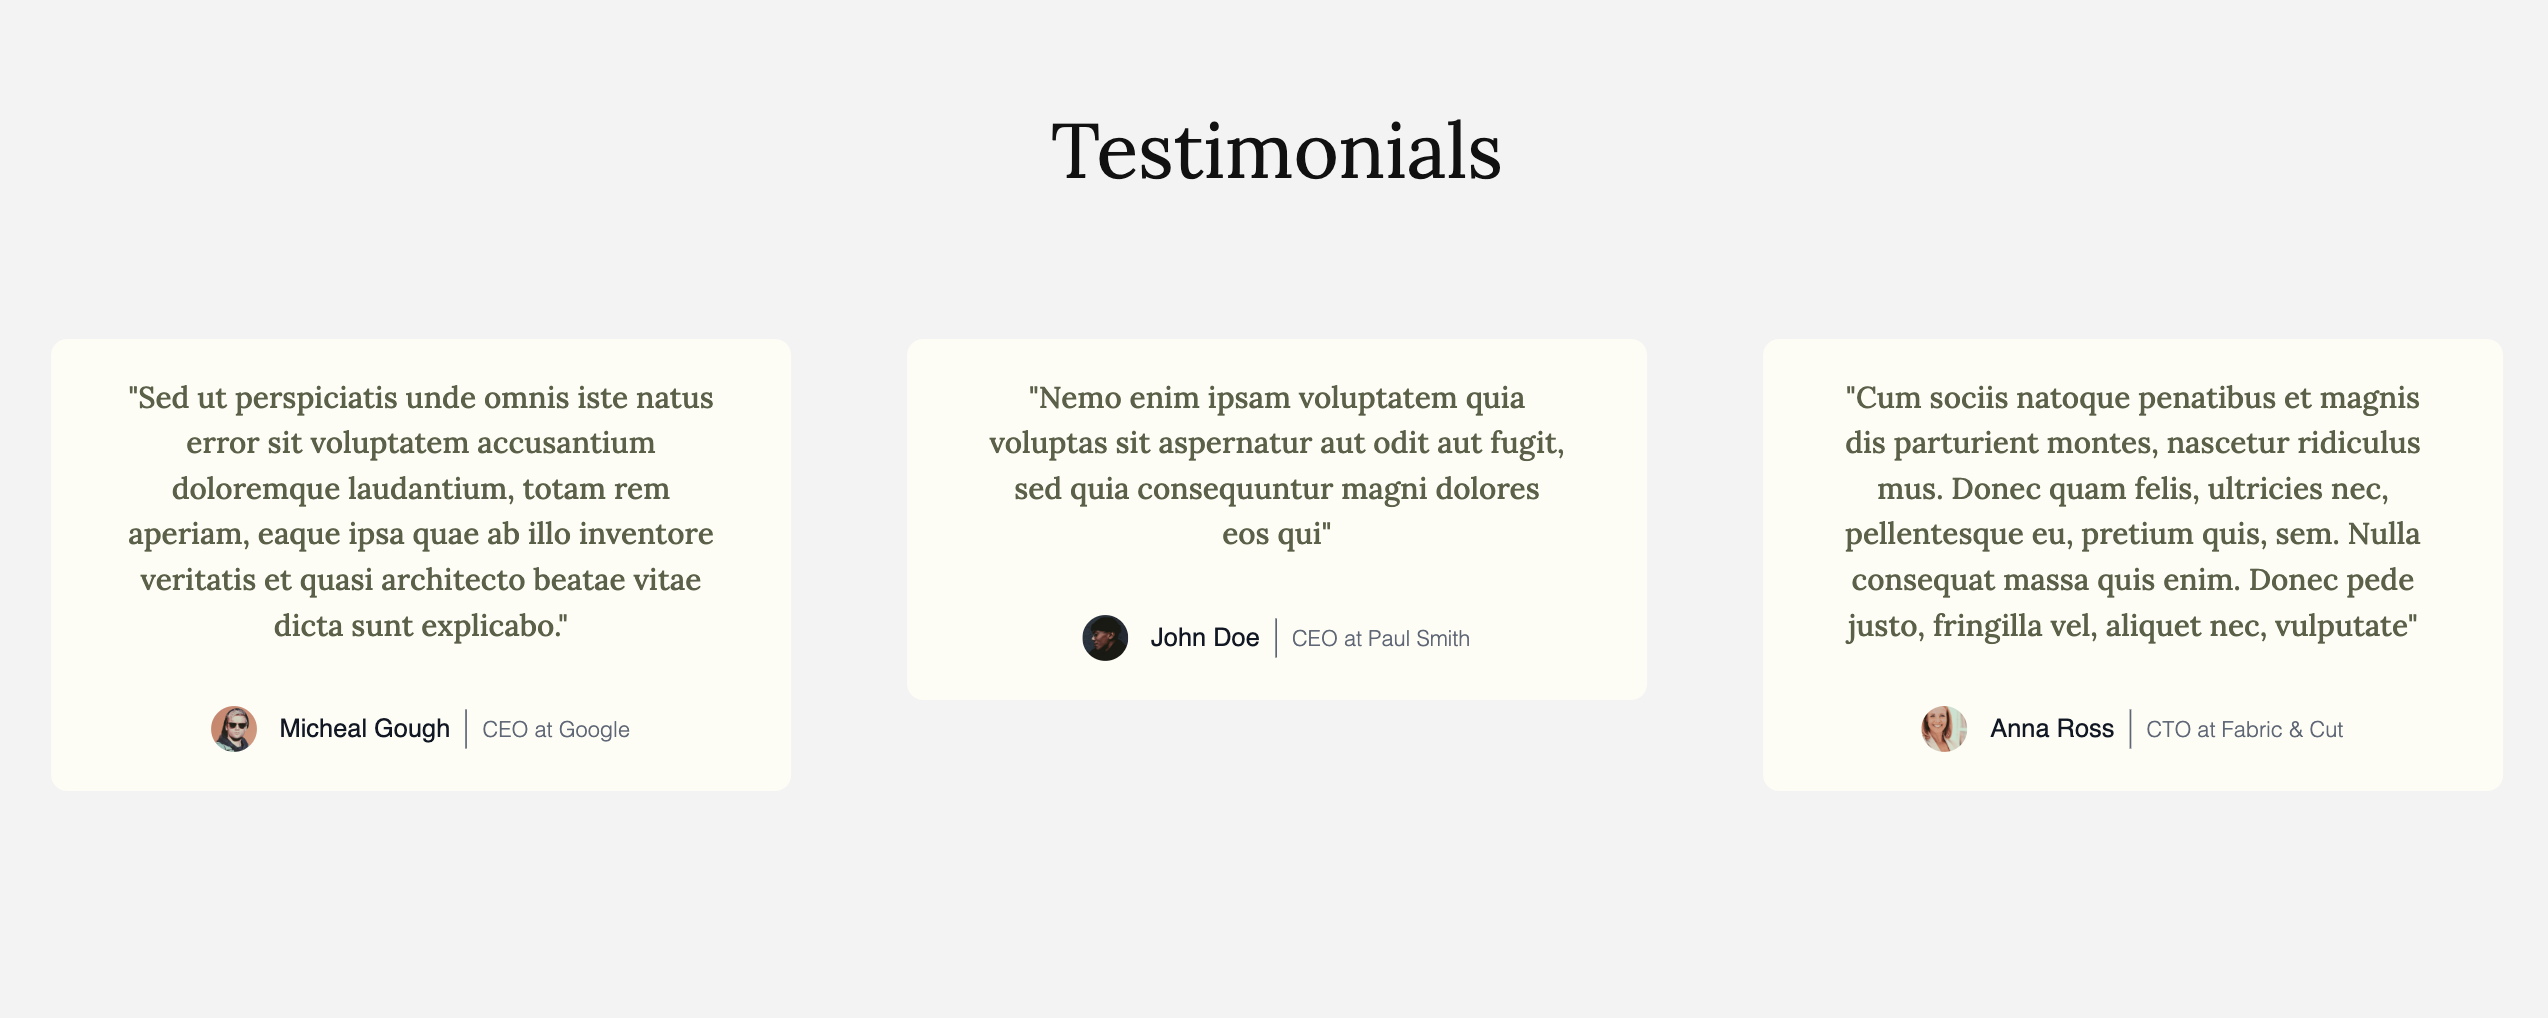 Testimonials
"Sed ut perspiciatis unde omnis iste natus
error sit voluptatem accusantium
doloremque laudantium, totam rem
aperiam, eaque ipsa quae ab illo inventore
veritatis et quasi architecto beatae vitae
dicta sunt explicabo."
Micheal Gough | CEO at Google
"Nemo enim ipsam voluptatem quia
voluptas sit aspernatur aut odit aut fugit,
sed quia consequuntur magni dolores
eos qui"
John Doe | CEO at Paul Smith
"Cum sociis natoque penatibus et magnis
dis parturient montes, nascetur ridiculus
mus. Donec quam felis, ultricies nec,
pellentesque eu, pretium quis, sem. Nulla
consequat massa quis enim. Donec pede
justo, fringilla vel, aliquet nec, vulputate"
Anna Ross | CTO at Fabric & Cut